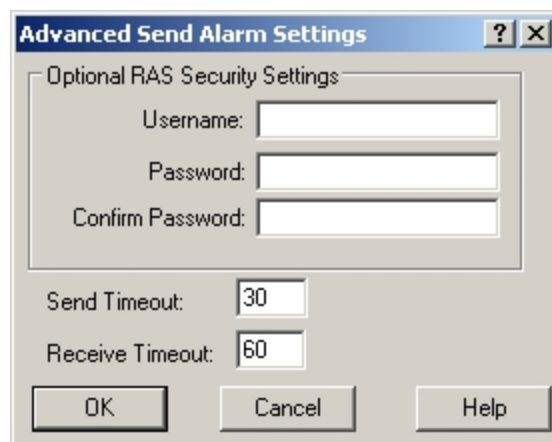 Advanced Send Alarm Settings ? ×
Optional RAS Security Settings
Username:
Password:
Confirm Password:
Send Timeout: 30
Receive Timeout: 60
OK Cancel Help